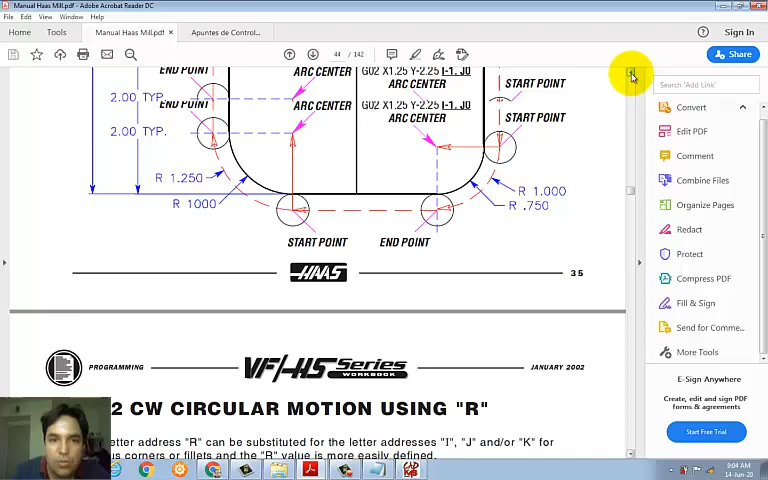 Manual Haas Mill.pdf - Adobe Acrobat Reader DC
File Edit View Window Help
Home Tools Manual Haas Mill.pdf × Apuntes de Control... Sign In
44 / 142 Share
END POINT ARC CENTER G02 X1.25 Y-2.25 I-1. J0 START POINT
ARC CENTER
2.00 TYP.
END POINT ARC CENTER G02 X1.25 Y-2.25 I-1. J0
ARC CENTER START POINT
2.00 TYP.
R 1.250
R 1000
R 1.000
R .750
START POINT END POINT
HAAS 35
PROGRAMMING VF/HS Series WORKBOOK JANUARY 2002
2 CW CIRCULAR MOTION USING "R"
etter address "R" can be substituted for the letter addresses "I", "J" and/or "K" for
us corners or fillets and the "R" value is more easily defined.
Search 'Add Link'
Convert
Edit PDF
Comment
Combine Files
Organize Pages
Redact
Protect
Compress PDF
Fill & Sign
Send for Comme...
More Tools
E-Sign Anywhere
Create, edit and sign PDF
forms & agreements
Start Free Trial
9:04 AM
14-Jun-20